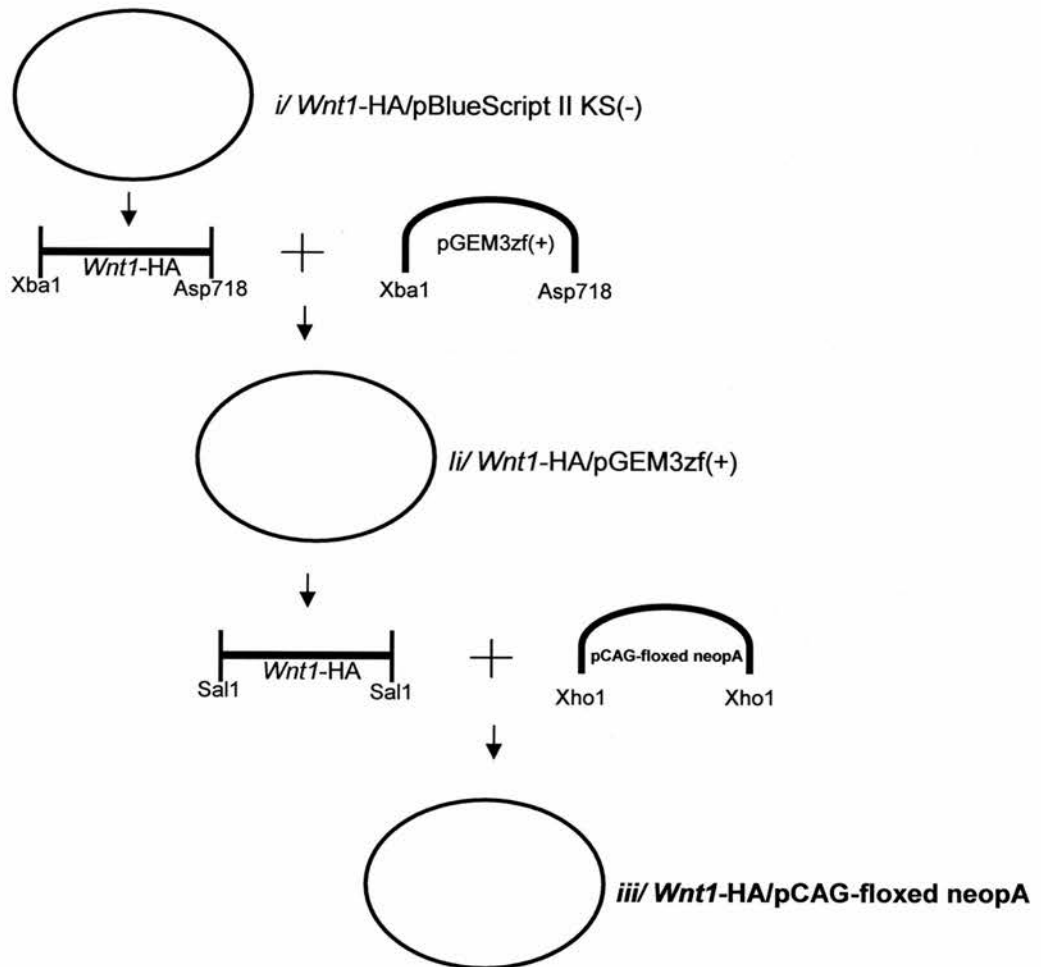 i/ Wnt1-HA/pBlueScript II KS(-)
Wnt1-HA
Xba1
Asp718
pGEM3zf(+)
Xba1
Asp718
Ii/ Wnt1-HA/pGEM3zf(+)
Wnt1-HA
Sal1
Sal1
pCAG-floxed neopA
Xho1
Xho1
iii/ Wnt1-HA/pCAG-floxed neopA